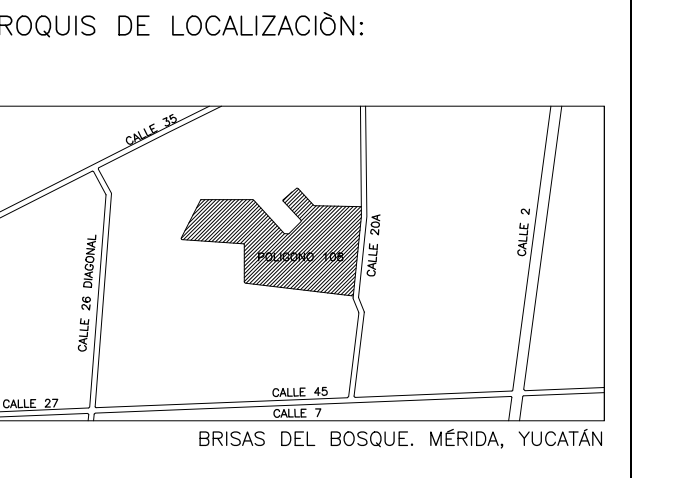 ROQUIS DE LOCALIZACIÒN:
CALLE 35
CALLE 2
CALLE 20A
CALLE 26 DIAGONAL
POLIGONO 108
CALLE 45
CALLE 27
CALLE 7
BRISAS DEL BOSQUE. MÉRIDA, YUCATÁN